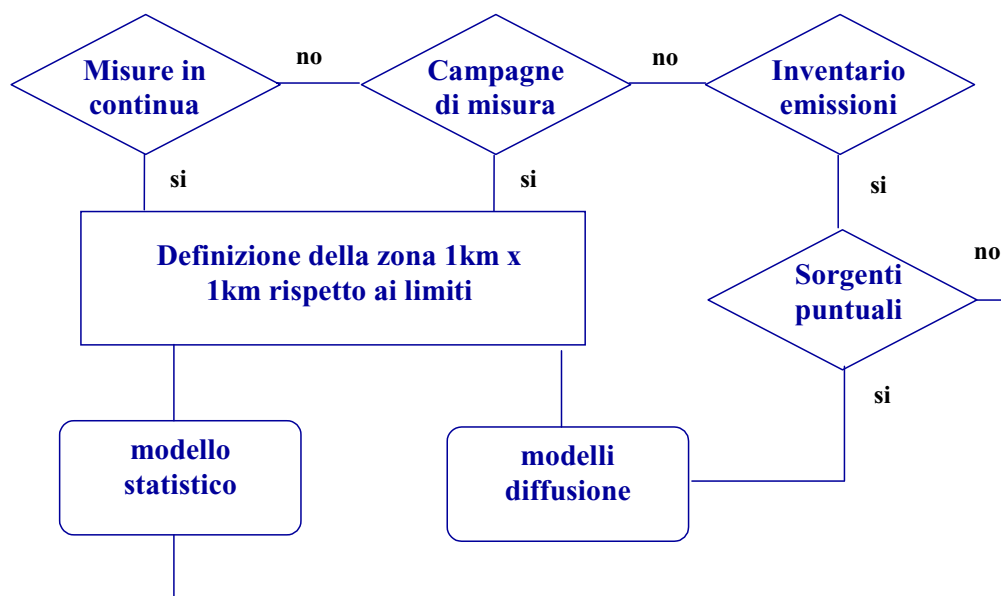 Misure in
continua
no
Campagne
di misura
no
Inventario
emissioni
si
si
si
Definizione della zona 1km x
1km rispetto ai limiti
Sorgenti
puntuali
no
si
modello
statistico
modelli
diffusione